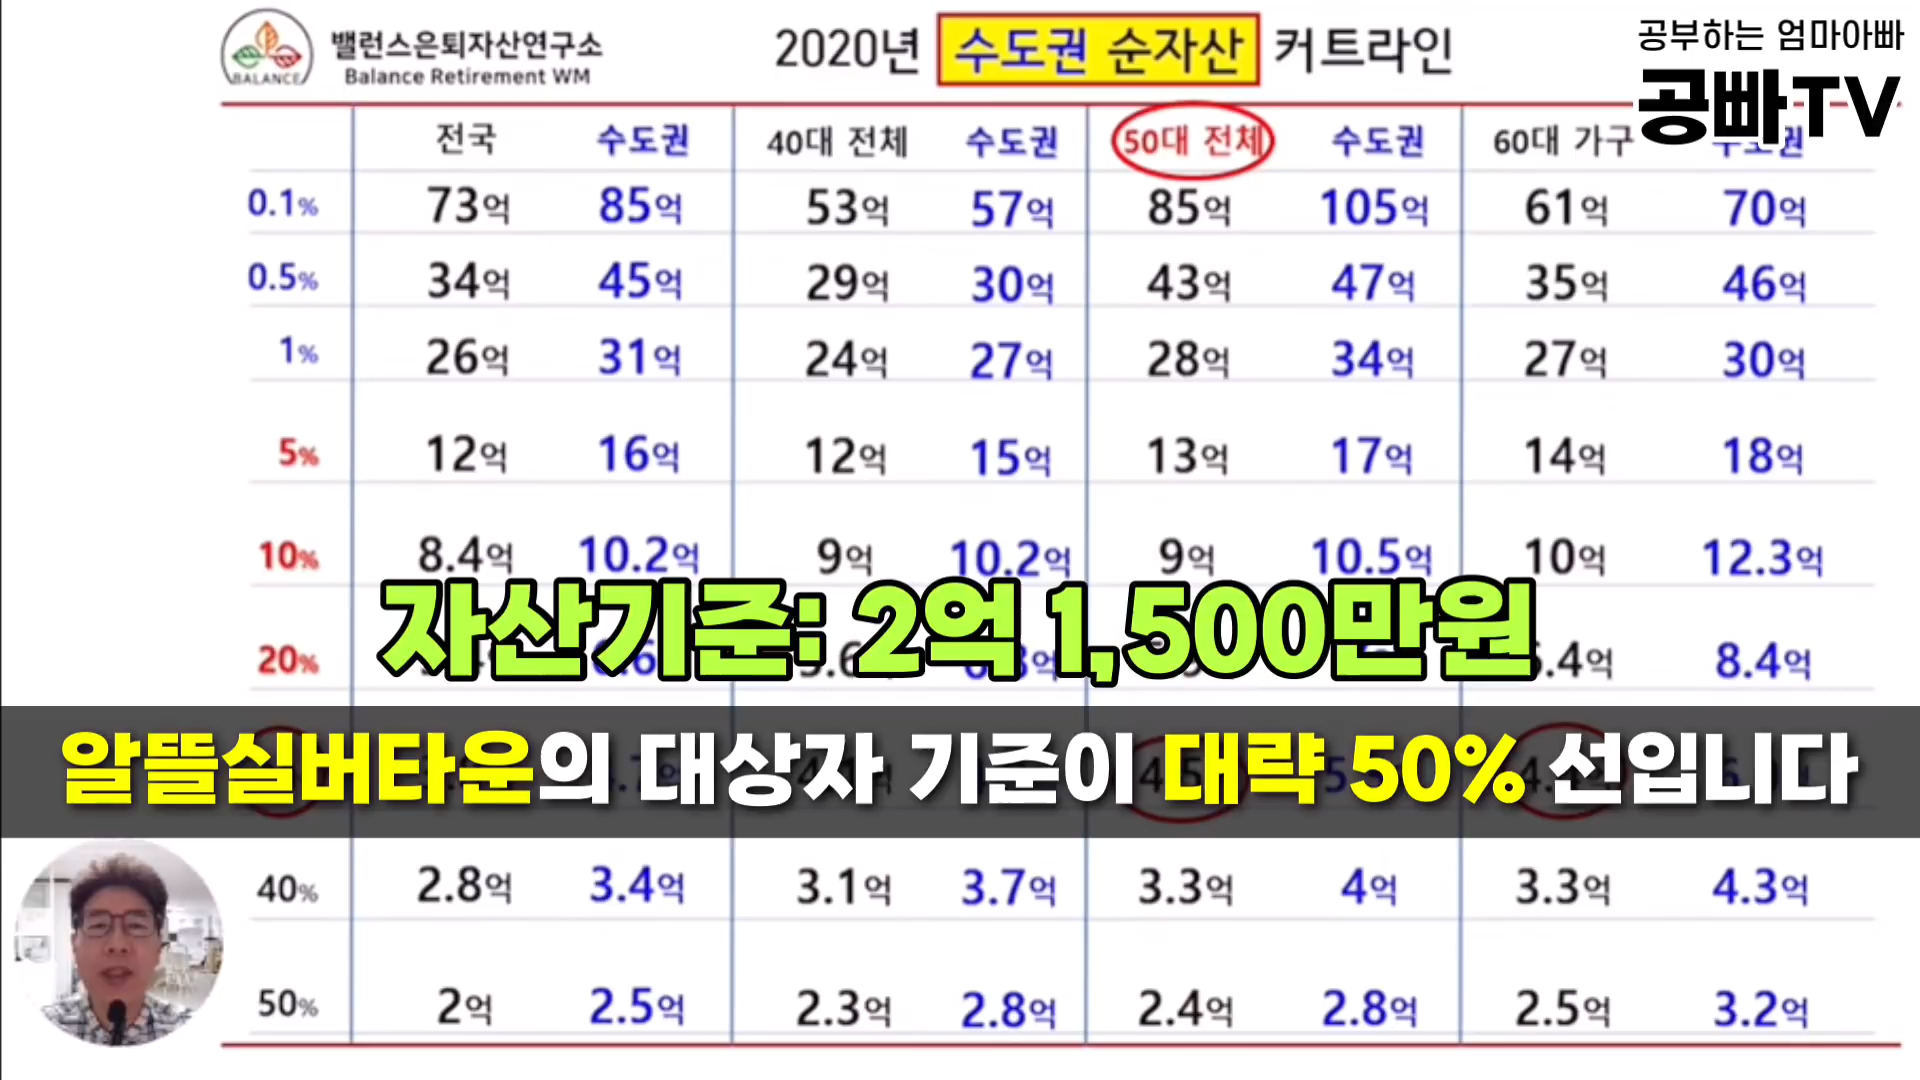 BALANCE
밸런스은퇴자산연구소
Balance Retirement WM
2020년 수도권 순자산 커트라인
공부하는 엄마아빠
공빠TV
전국 수도권 40대 전체 수도권 50대 전체 수도권 60대 가구
0.1% 73억 85억 53억 57억 85억 105억 61억 70억
0.5% 34억 45억 29억 30억 43억 47억 35억 46억
1% 26억 31억 24억 27억 28억 34억 27억 30억
5% 12억 16억 12억 15억 13억 17억 14억 18억
10% 8.4억 10.2억 9억 10.2억 9억 10.5억 10억 12.3억
자산기준: 2억 1,500만원
20% 8.4억
알뜰실버타운의 대상자 기준이 대략 50% 선입니다
40% 2.8억 3.4억 3.1억 3.7억 3.3억 4억 3.3억 4.3억
50% 2억 2.5억 2.3억 2.8억 2.4억 2.8억 2.5억 3.2억